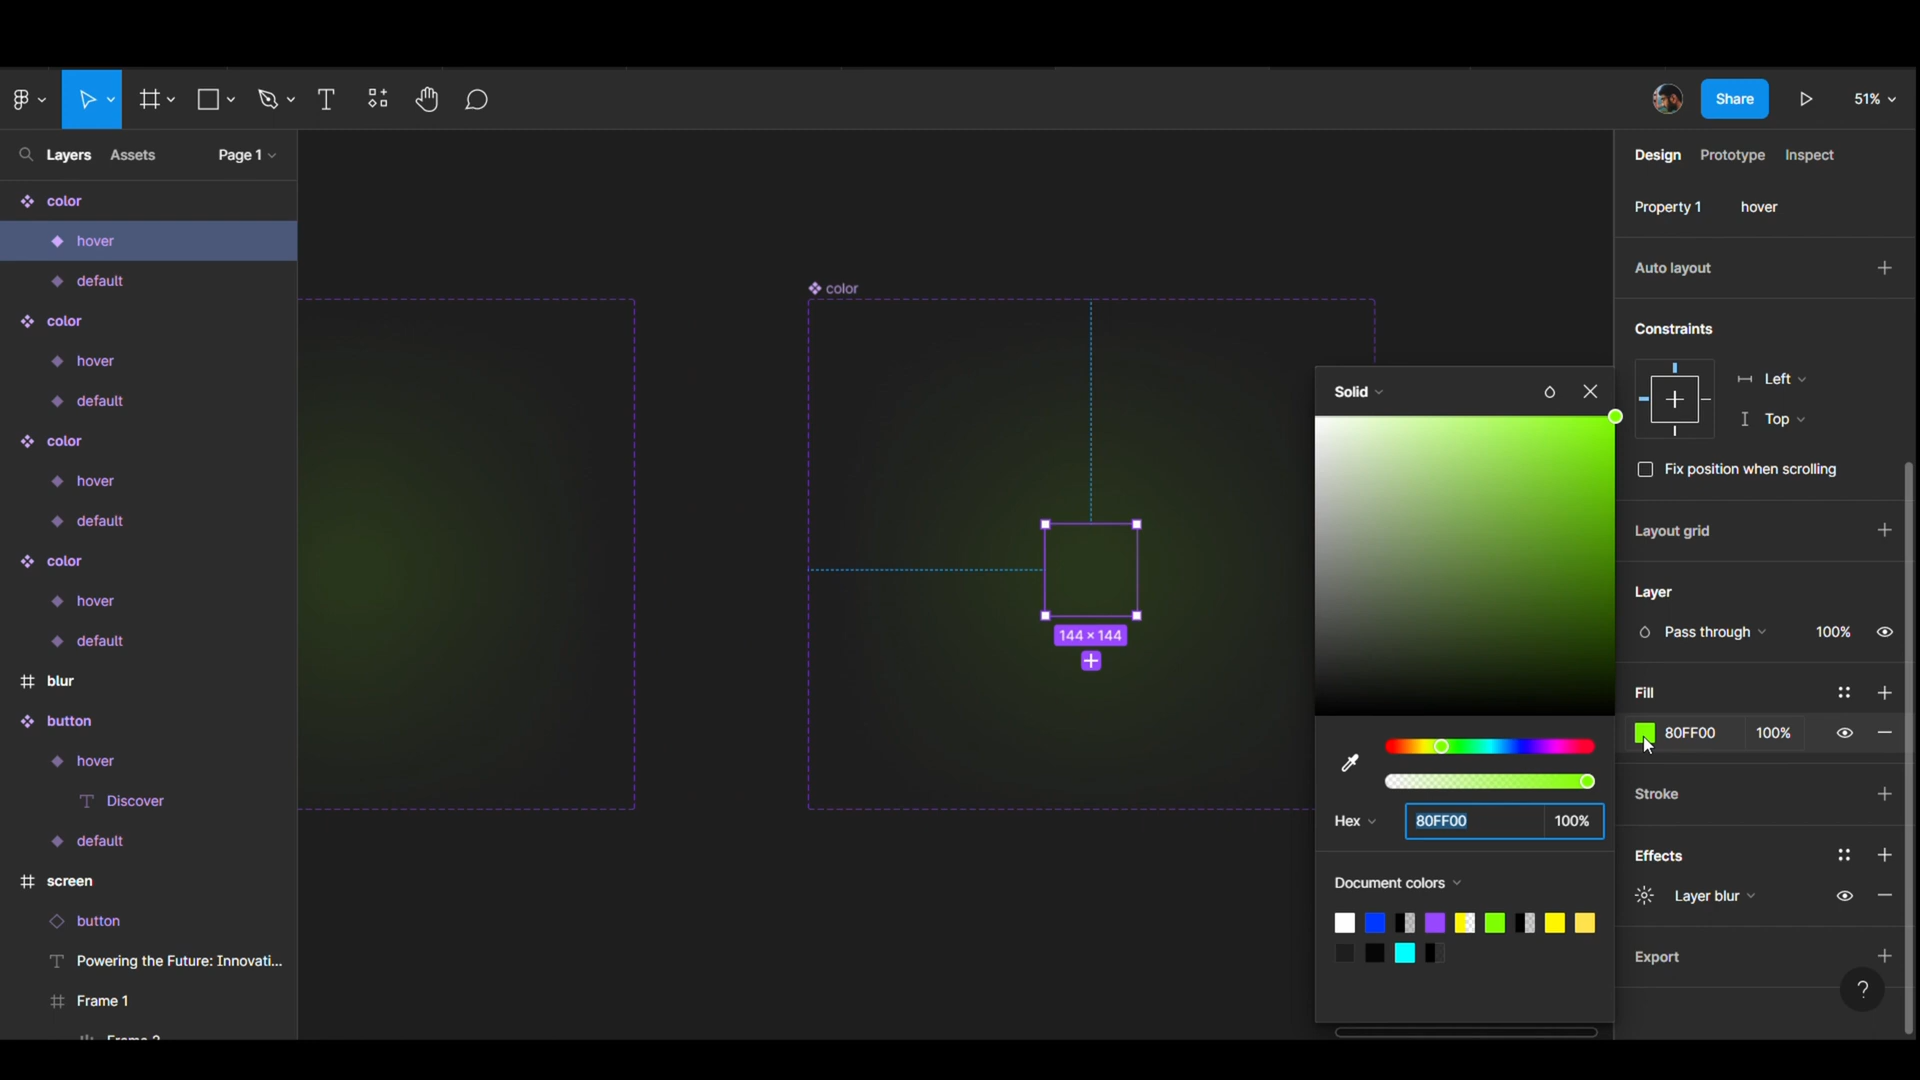 Share
51%
Layers
Assets
Page 1
Design
Prototype
Inspect
color
hover
default
color
hover
default
color
hover
default
color
hover
default
blur
button
hover
Discover
default
screen
button
Powering the Future: Innovati...
Frame 1
color
144 × 144
Solid
Hex
80FF00
100%
Document colors
Property 1
hover
Auto layout
Constraints
Left
Top
Fix position when scrolling
Layout grid
Layer
Pass through
100%
Fill
80FF00
100%
Stroke
Effects
Layer blur
Export
?